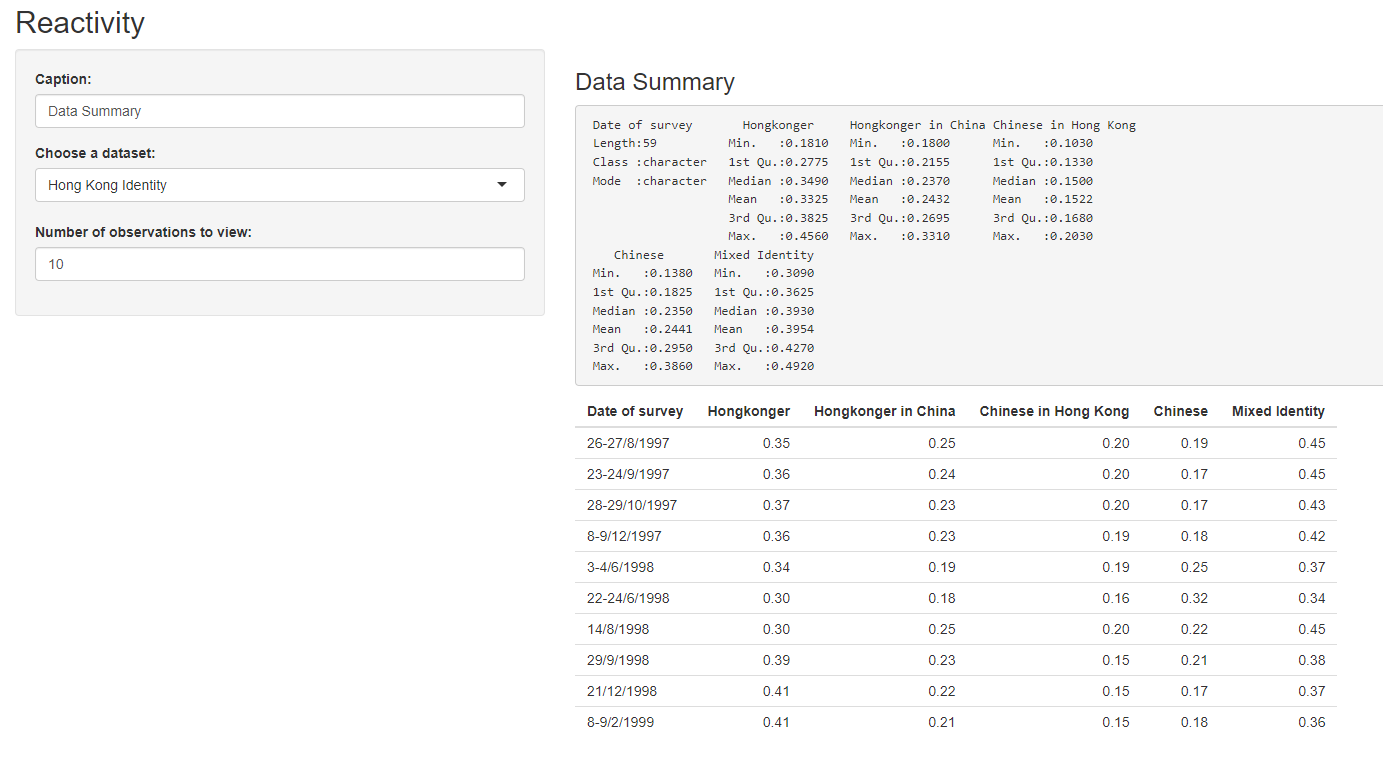 Reactivity
Caption:
Data Summary
Choose a dataset:
Hong Kong Identity
Number of observations to view:
10
Data Summary
Date of survey Hongkonger Hongkonger in China Chinese in Hong Kong
Length:59 Min. :0.1810 Min. :0.1800 Min. :0.1030
Class :character 1st Qu.:0.2775 1st Qu.:0.2155 1st Qu.:0.1330
Mode :character Median :0.3490 Median :0.2370 Median :0.1500
Mean :0.3325 Mean :0.2432 Mean :0.1522
3rd Qu.:0.3825 3rd Qu.:0.2695 3rd Qu.:0.1680
Max. :0.4560 Max. :0.3310 Max. :0.2030
Chinese Mixed Identity
Min. :0.1380 Min. :0.3090
1st Qu.:0.1825 1st Qu.:0.3625
Median :0.2350 Median :0.3930
Mean :0.2441 Mean :0.3954
3rd Qu.:0.2950 3rd Qu.:0.4270
Max. :0.3860 Max. :0.4920
Date of survey Hongkonger Hongkonger in China Chinese in Hong Kong Chinese Mixed Identity
26-27/8/1997 0.35 0.25 0.20 0.19 0.45
23-24/9/1997 0.36 0.24 0.20 0.17 0.45
28-29/10/1997 0.37 0.23 0.20 0.17 0.43
8-9/12/1997 0.36 0.23 0.19 0.18 0.42
3-4/6/1998 0.34 0.19 0.19 0.25 0.37
22-24/6/1998 0.30 0.18 0.16 0.32 0.34
14/8/1998 0.30 0.25 0.20 0.22 0.45
29/9/1998 0.39 0.23 0.15 0.21 0.38
21/12/1998 0.41 0.22 0.15 0.17 0.37
8-9/2/1999 0.41 0.21 0.15 0.18 0.36